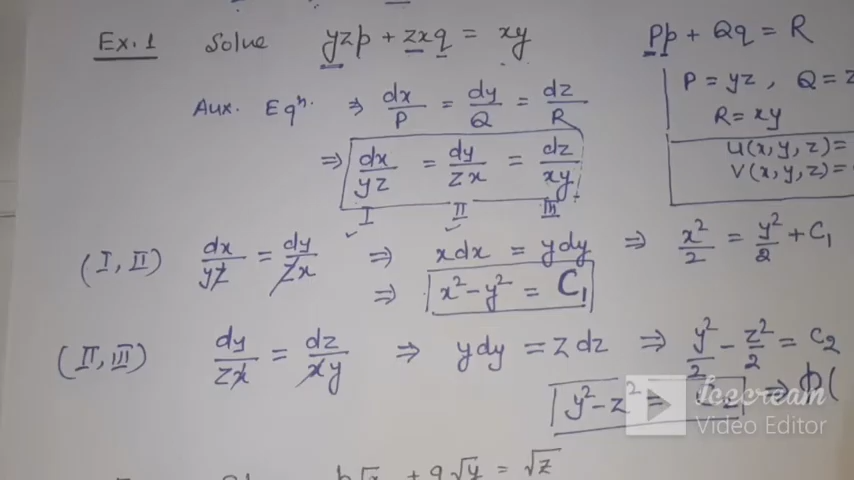 Ex. 1 Solve yzp + zxq = xy
Pp + Qq = R
Aux. Eqⁿ. ⇒ dx/P = dy/Q = dz/R
P = yz , Q = z
R = xy
⇒ dx/yz = dy/zx = dz/xy
U(x,y,z) =
V(x,y,z) =
I II III
(I, II) dx/yz = dy/zx ⇒ xdx = ydy ⇒ x²/2 = y²/2 + C₁
⇒ x² - y² = C₁
(II, III) dy/zx = dz/xy ⇒ ydy = zdz ⇒ y²/2 - z²/2 = C₂
y² - z² = C₂ ⇒ ϕ(
Icecream
Video Editor
p√x + q√y = √z